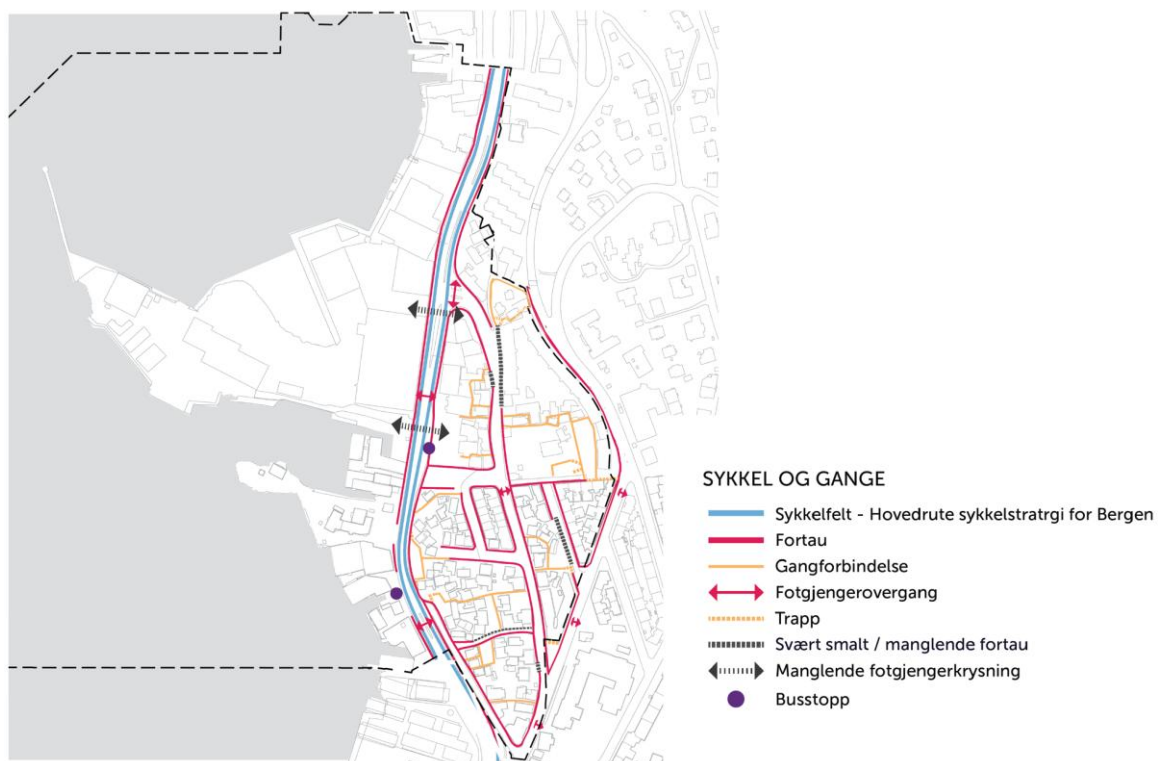 SYKKEL OG GANGE
Sykkelfelt - Hovedrute sykkelstratrgi for Bergen
Fortau
Gangforbindelse
Fotgjengerovergang
Trapp
Svært smalt / manglende fortau
Manglende fotgjengerkrysning
Busstopp